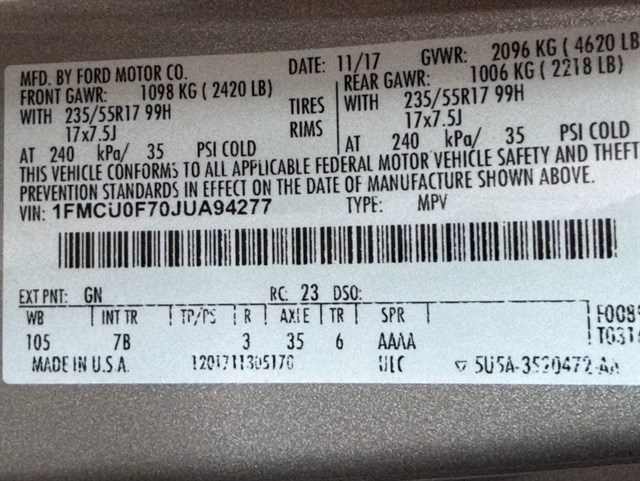 MFD. BY FORD MOTOR CO. DATE: 11/17 GVWR: 2096 KG ( 4620 LB
FRONT GAWR: 1098 KG ( 2420 LB) REAR GAWR: 1006 KG ( 2218 LB)
WITH 235/55R17 99H TIRES WITH 235/55R17 99H
17x7.5J RIMS 17x7.5J
AT 240 kPa/ 35 PSI COLD AT 240 kPa/ 35 PSI COLD
THIS VEHICLE CONFORMS TO ALL APPLICABLE FEDERAL MOTOR VEHICLE SAFETY AND THEFT
PREVENTION STANDARDS IN EFFECT ON THE DATE OF MANUFACTURE SHOWN ABOVE.
VIN: 1FMCU0F70JUA94277 TYPE: MPV
EXT PNT: GN RC: 23 DSO:
WB INT TR TP/PS R AXLE TR SPR
105 7B 3 35 6 AAAA
MADE IN U.S.A. ULC